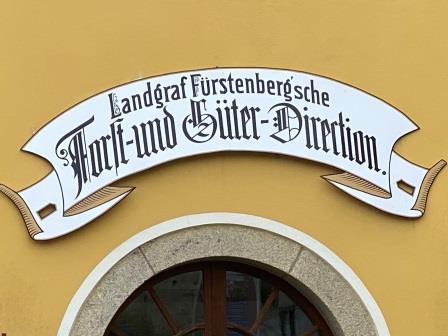 Landgraf Fürstenberg'sche
Forst-und Güter-Direction.